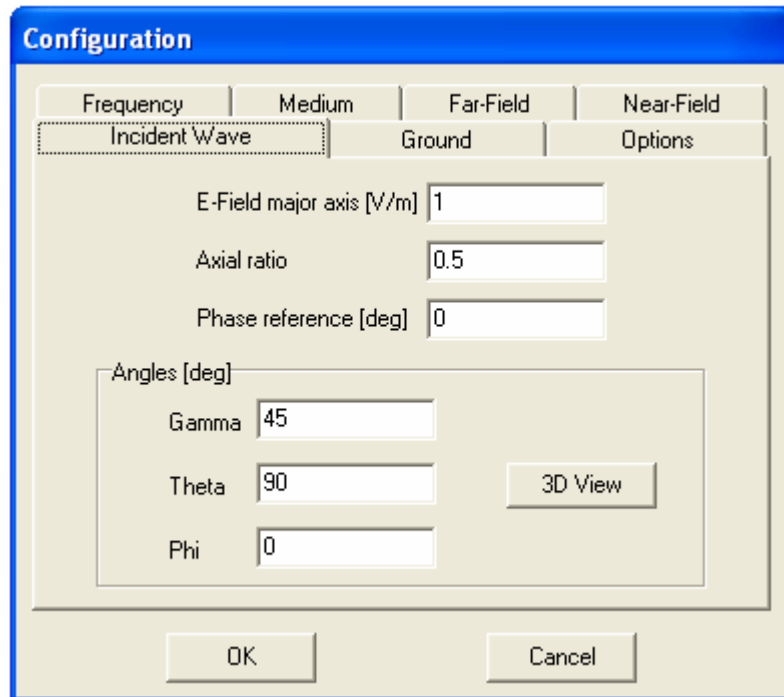 Configuration
Frequency Medium Far-Field Near-Field
Incident Wave Ground Options
E-Field major axis [V/m] 1
Axial ratio 0.5
Phase reference [deg] 0
Angles [deg]
Gamma 45
Theta 90 3D View
Phi 0
OK Cancel